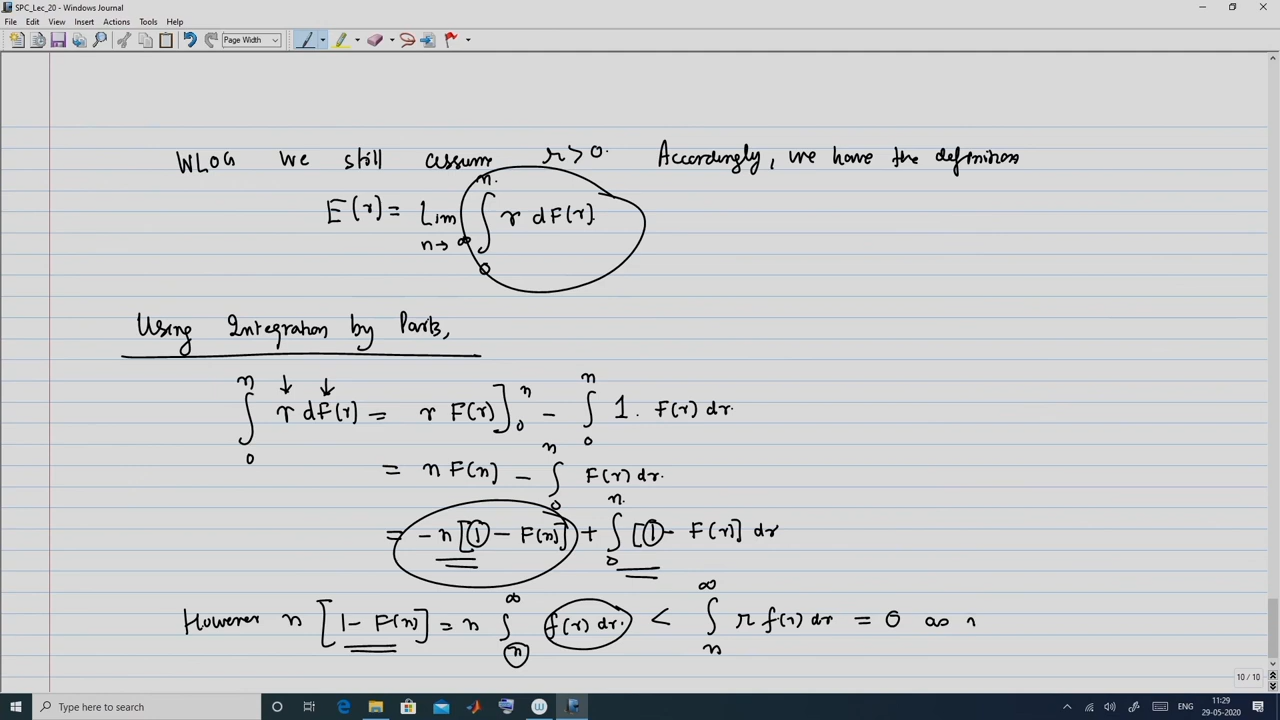 SPC_Lec_20 - Windows Journal
File Edit View Insert Actions Tools Help
Page Width
WLOG We still assume r > 0. Accordingly, we have the definition
E(r) = Lim n→∞ ∫₀ⁿ r dF(r).
Using Integration by Parts,
∫₀ⁿ r dF(r) = r F(r)]₀ⁿ - ∫₀ⁿ 1. F(r) dr.
= n F(n) - ∫₀ⁿ F(r) dr.
= -n [1 - F(n)] + ∫₀ⁿ [1 - F(r)] dr
However n [1 - F(n)] = n ∫ₙ^∞ f(r) dr. < ∫ₙ^∞ r f(r) dr = 0 as n
10 / 10
Type here to search
ENG
11:29
29-05-2020